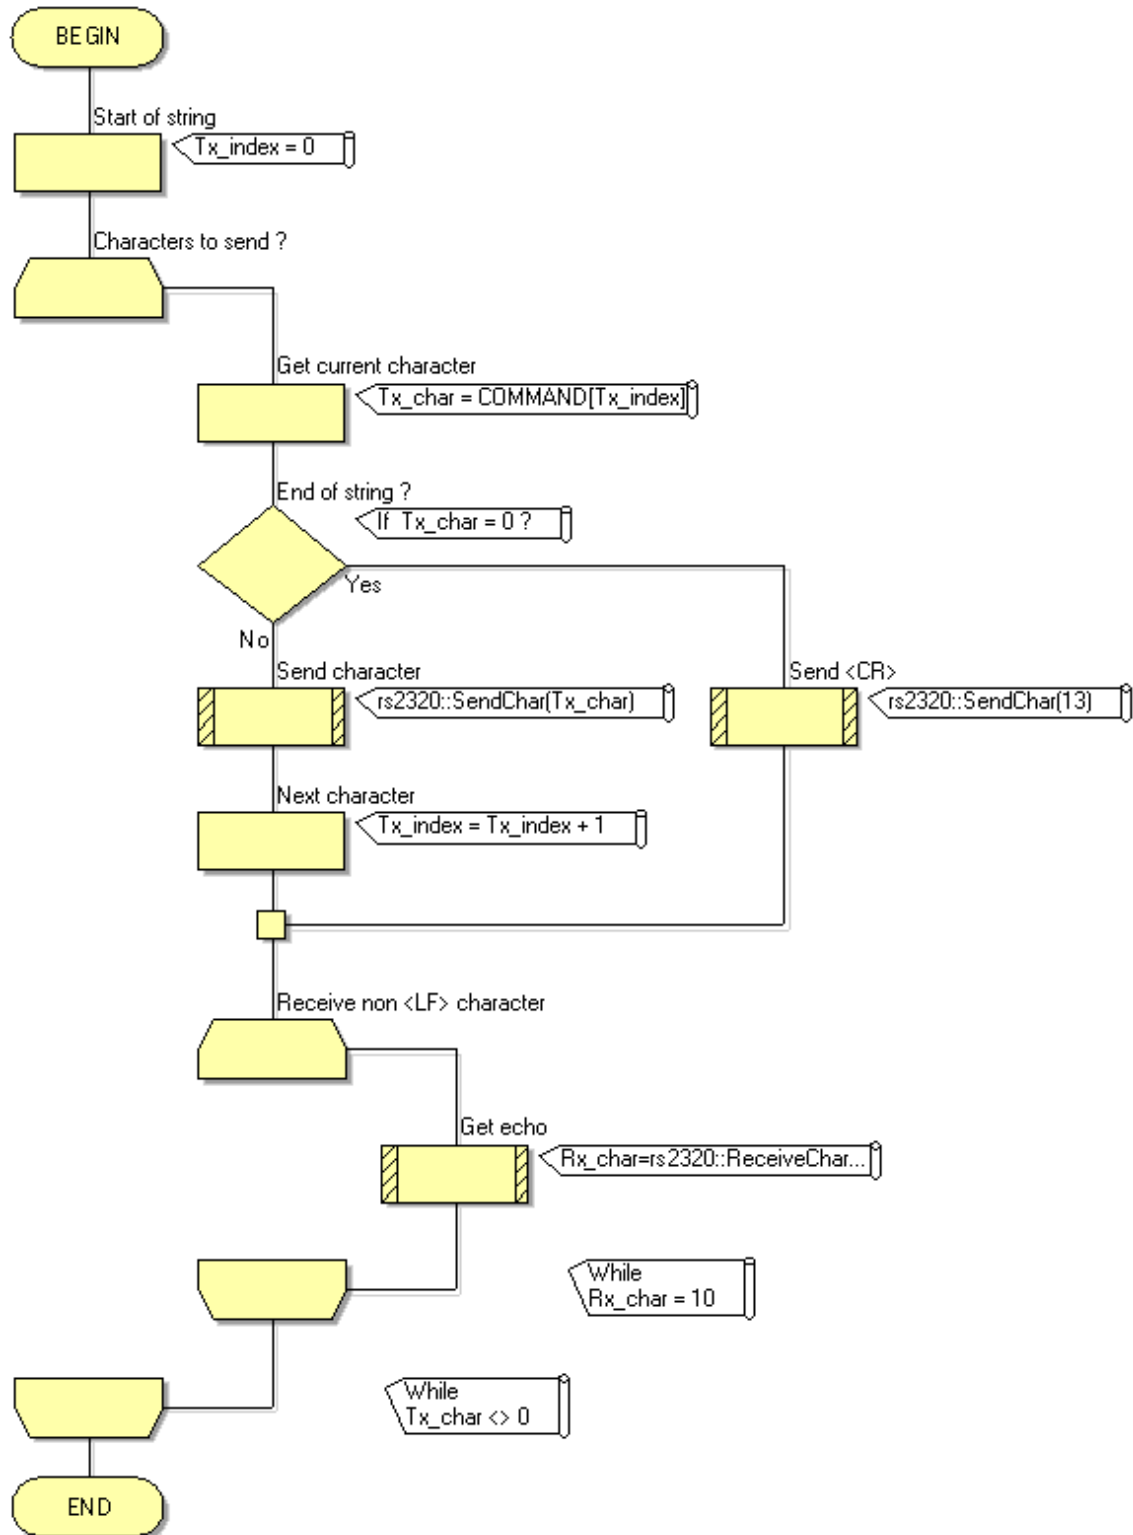 BEGIN
Start of string
Tx_index = 0
Characters to send ?
Get current character
Tx_char = COMMAND[Tx_index]
End of string ?
If Tx_char = 0 ?
Yes
No
Send character
rs2320::SendChar(Tx_char)
Send <CR>
rs2320::SendChar(13)
Next character
Tx_index = Tx_index + 1
Receive non <LF> character
Get echo
Rx_char=rs2320::ReceiveChar...
While
Rx_char = 10
While
Tx_char <> 0
END